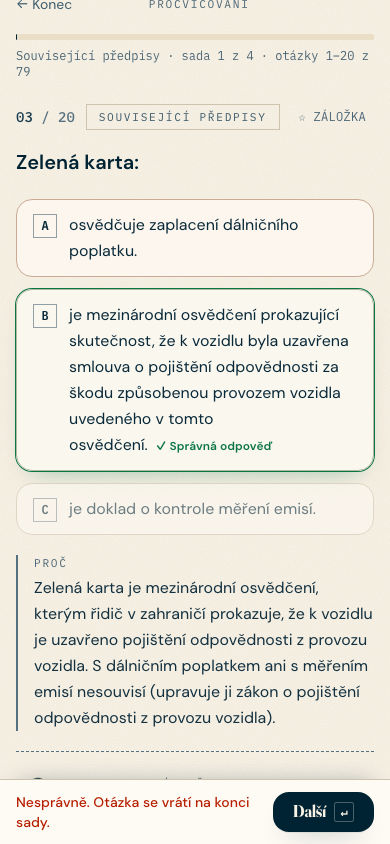 ← Konec
PROCVIČOVÁNÍ
Související předpisy · sada 1 z 4 · otázky 1–20 z
79
03 / 20
SOUVISEJÍCÍ PŘEDPISY
☆ ZÁLOŽKA
Zelená karta:
A
osvědčuje zaplacení dálničního
poplatku.
B
je mezinárodní osvědčení prokazující
skutečnost, že k vozidlu byla uzavřena
smlouva o pojištění odpovědnosti za
škodu způsobenou provozem vozidla
uvedeného v tomto
osvědčení. ✓ Správná odpověď
C
je doklad o kontrole měření emisí.
PROČ
Zelená karta je mezinárodní osvědčení,
kterým řidič v zahraničí prokazuje, že k vozidlu
je uzavřeno pojištění odpovědnosti z provozu
vozidla. S dálničním poplatkem ani s měřením
emisí nesouvisí (upravuje ji zákon o pojištění
odpovědnosti z provozu vozidla).
Nesprávně. Otázka se vrátí na konci
sady.
Další ↵